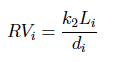 $RV_i = \frac{k_2 L_i}{d_i}$